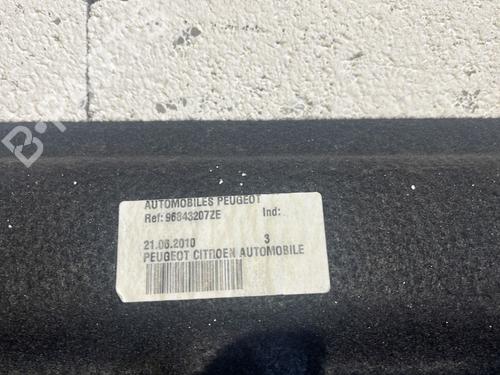 AUTOMOBILES PEUGEOT
Ref: 96843207ZE Ind:
21.06.2010 3
PEUGEOT CITROEN AUTOMOBILE